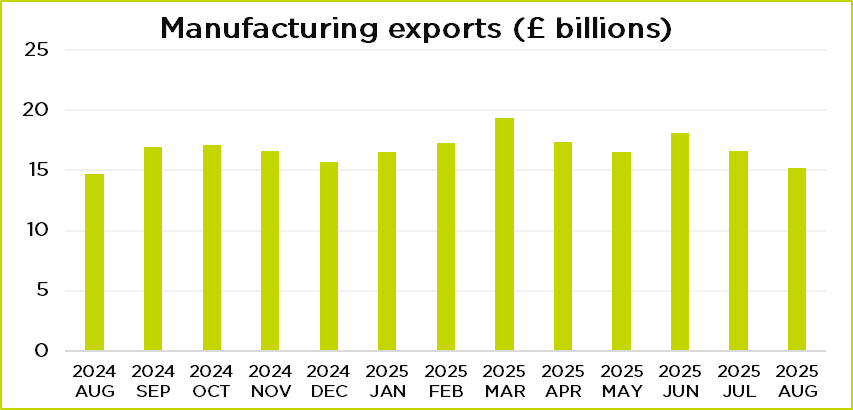 Manufacturing exports (£ billions)
25
20
15
10
5
0
2024 2024 2024 2024 2024 2025 2025 2025 2025 2025 2025 2025 2025
AUG SEP OCT NOV DEC JAN FEB MAR APR MAY JUN JUL AUG